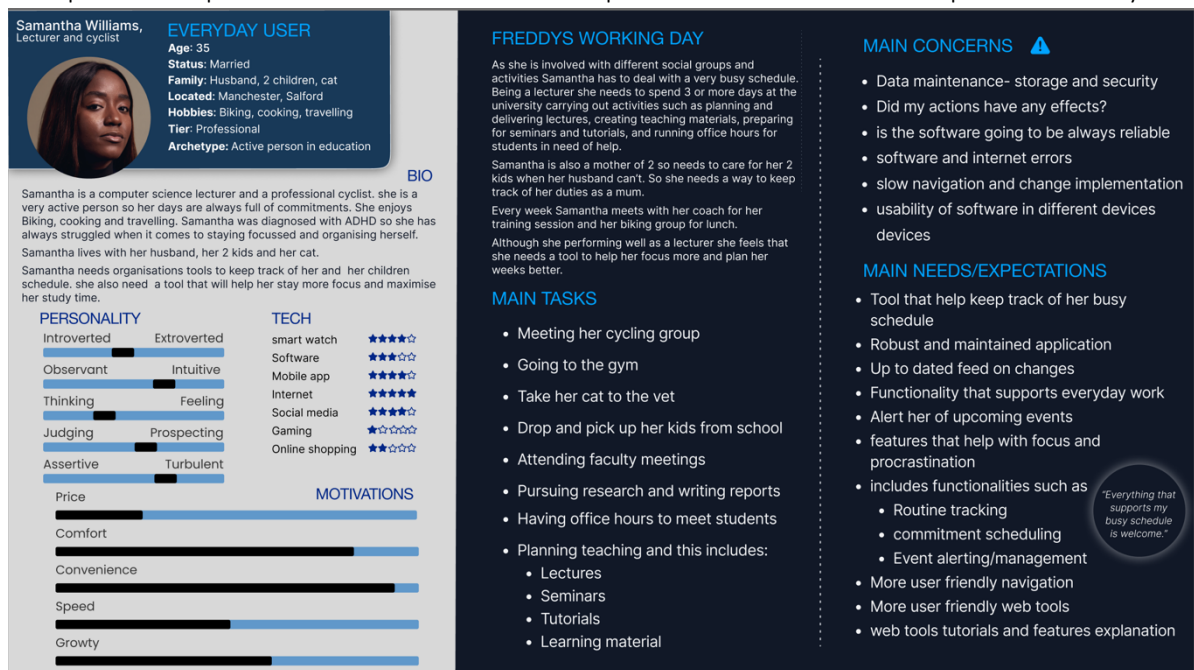 Samantha Williams,
Lecturer and cyclist
EVERYDAY USER
Age: 35
Status: Married
Family: Husband, 2 children, cat
Located: Manchester, Salford
Hobbies: Biking, cooking, travelling
Tier: Professional
Archetype: Active person in education
BIO
Samantha is a computer science lecturer and a professional cyclist. she is a
very active person so her days are always full of commitments. She enjoys
Biking, cooking and travelling. Samantha was diagnosed with ADHD so she has
always struggled when it comes to staying focussed and organising herself.
Samantha lives with her husband, her 2 kids and her cat.
Samantha needs organisations tools to keep track of her and her children
schedule. she also need a tool that will help her stay more focus and maximise
her study time.
PERSONALITY
Introverted Extroverted
Observant Intuitive
Thinking Feeling
Judging Prospecting
Assertive Turbulent
TECH
smart watch
Software
Mobile app
Internet
Social media
Gaming
Online shopping
MOTIVATIONS
Price
Comfort
Convenience
Speed
Growty
FREDDYS WORKING DAY
As she is involved with different social groups and
activities Samantha has to deal with a very busy schedule.
Being a lecturer she needs to spend 3 or more days at the
university carrying out activities such as planning and
delivering lectures, creating teaching materials, preparing
for seminars and tutorials, and running office hours for
students in need of help.
Samantha is also a mother of 2 so needs to care for her 2
kids when her husband can't. So she needs a way to keep
track of her duties as a mum.
Every week Samantha meets with her coach for her
training session and her biking group for lunch.
Although she performing well as a lecturer she feels that
she needs a tool to help her focus more and plan her
weeks better.
MAIN TASKS
• Meeting her cycling group
• Going to the gym
• Take her cat to the vet
• Drop and pick up her kids from school
• Attending faculty meetings
• Pursuing research and writing reports
• Having office hours to meet students
• Planning teaching and this includes:
• Lectures
• Seminars
• Tutorials
• Learning material
MAIN CONCERNS
• Data maintenance- storage and security
• Did my actions have any effects?
• is the software going to be always reliable
• software and internet errors
• slow navigation and change implementation
• usability of software in different devices
devices
MAIN NEEDS/EXPECTATIONS
• Tool that help keep track of her busy
schedule
• Robust and maintained application
• Up to dated feed on changes
• Functionality that supports everyday work
• Alert her of upcoming events
• features that help with focus and
procrastination
• includes functionalities such as
• Routine tracking
• commitment scheduling
• Event alerting/management
• More user friendly navigation
• More user friendly web tools
• web tools tutorials and features explanation
"Everything that
supports my
busy schedule
is welcome."